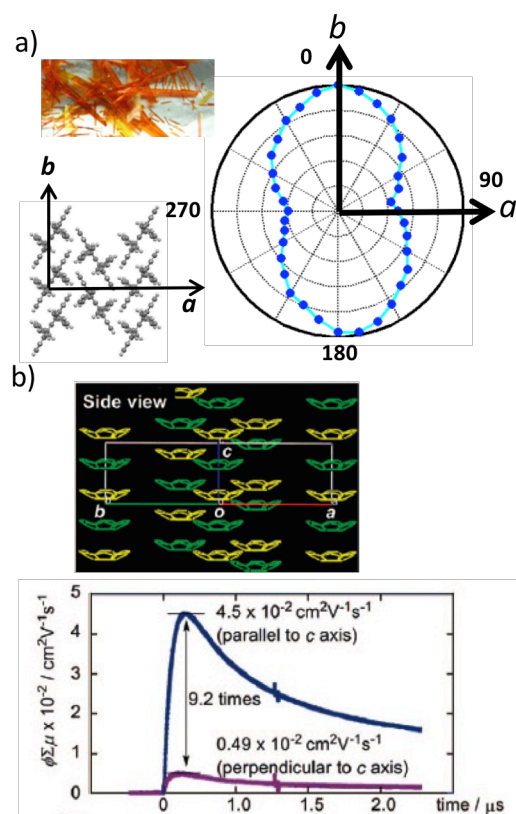 a)
b
0
90
a
270
180
b
a
b)
Side view
c
b
o
a
5
4
3
2
1
0
ϕΣμ x 10⁻² / cm²V⁻¹s⁻¹
4.5 x 10⁻² cm²V⁻¹s⁻¹
(parallel to c axis)
9.2 times
0.49 x 10⁻² cm²V⁻¹s⁻¹
(perpendicular to c axis)
0 1.0 2.0 time / μs